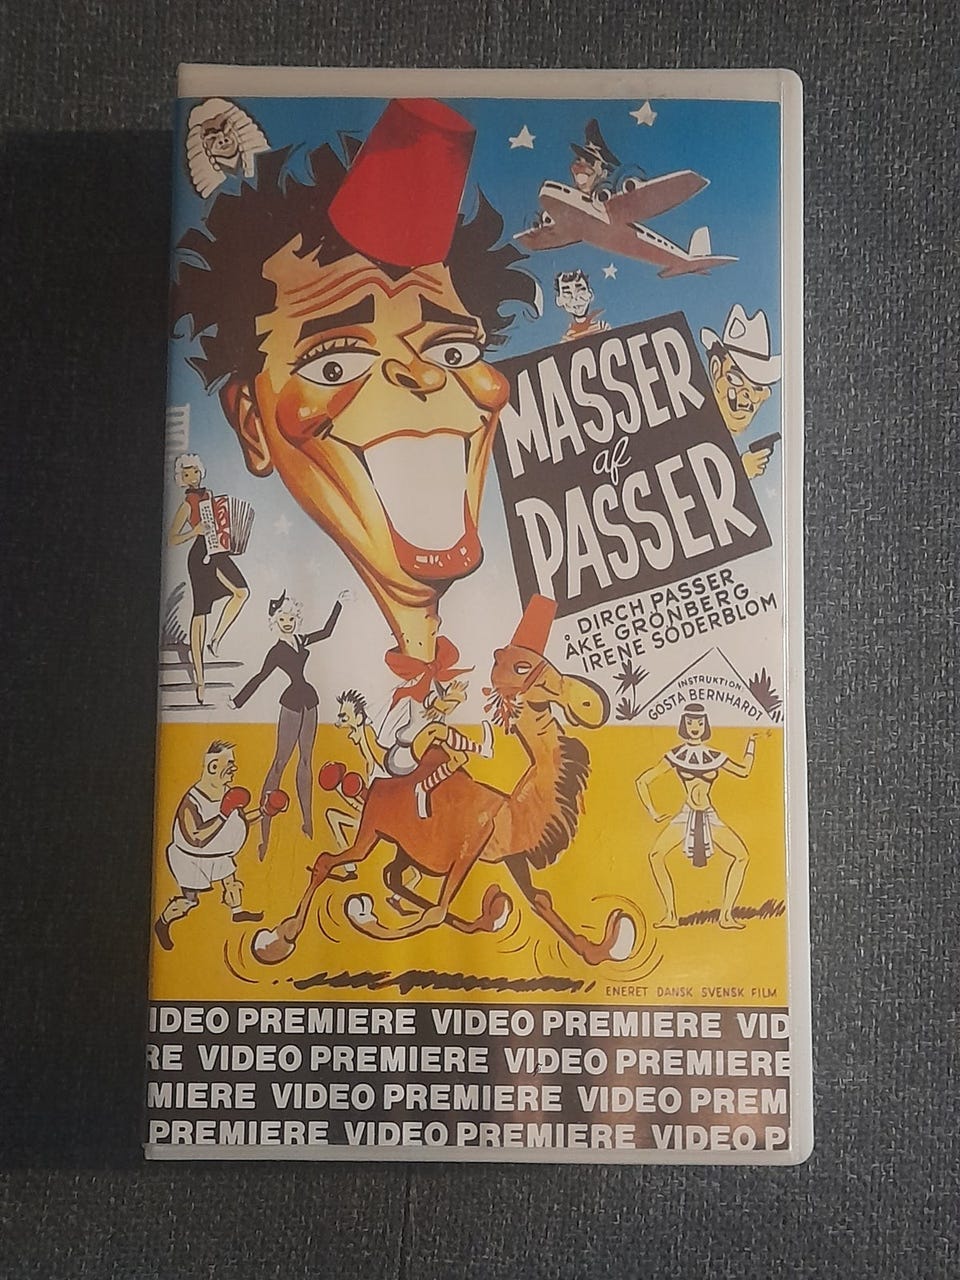 MASSER
af
PASSER
DIRCH PASSER
ÅKE GRÖNBERG
IRENE SÖDERBLOM
INSTRUKTION
GÖSTA BERNHARDT
ENERET DANSK SVENSK FILM
IDEO PREMIERE VIDEO PREMIERE VID
RE VIDEO PREMIERE VIDEO PREMIERE
MIERE VIDEO PREMIERE VIDEO PREM
PREMIERE VIDEO PREMIERE VIDEO P